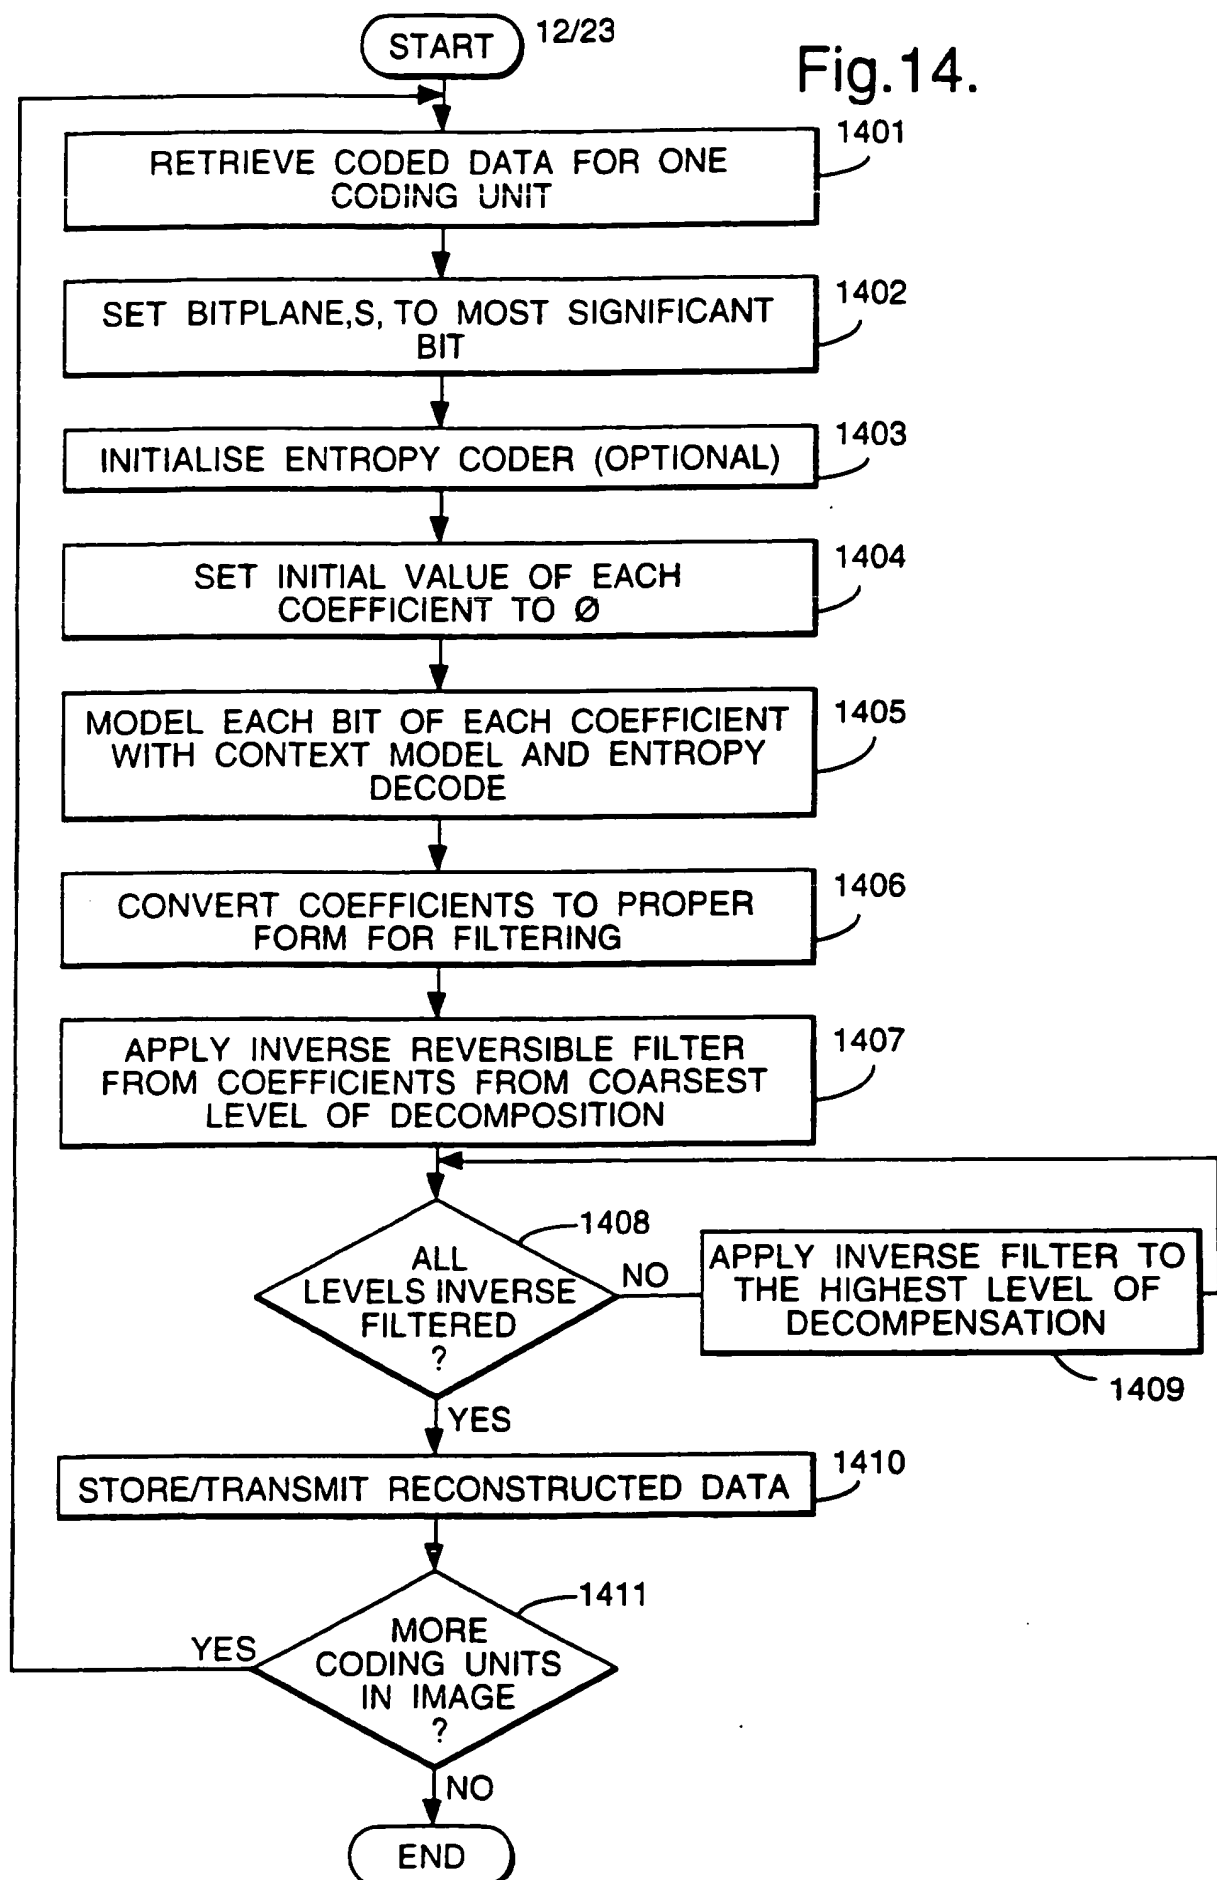 START
12/23
Fig.14.
1401
RETRIEVE CODED DATA FOR ONE
CODING UNIT
1402
SET BITPLANE,S, TO MOST SIGNIFICANT
BIT
1403
INITIALISE ENTROPY CODER (OPTIONAL)
1404
SET INITIAL VALUE OF EACH
COEFFICIENT TO Ø
1405
MODEL EACH BIT OF EACH COEFFICIENT
WITH CONTEXT MODEL AND ENTROPY
DECODE
1406
CONVERT COEFFICIENTS TO PROPER
FORM FOR FILTERING
1407
APPLY INVERSE REVERSIBLE FILTER
FROM COEFFICIENTS FROM COARSEST
LEVEL OF DECOMPOSITION
1408
ALL
LEVELS INVERSE
FILTERED
?
NO
APPLY INVERSE FILTER TO
THE HIGHEST LEVEL OF
DECOMPENSATION
1409
YES
1410
STORE/TRANSMIT RECONSTRUCTED DATA
1411
MORE
CODING UNITS
IN IMAGE
?
YES
NO
END